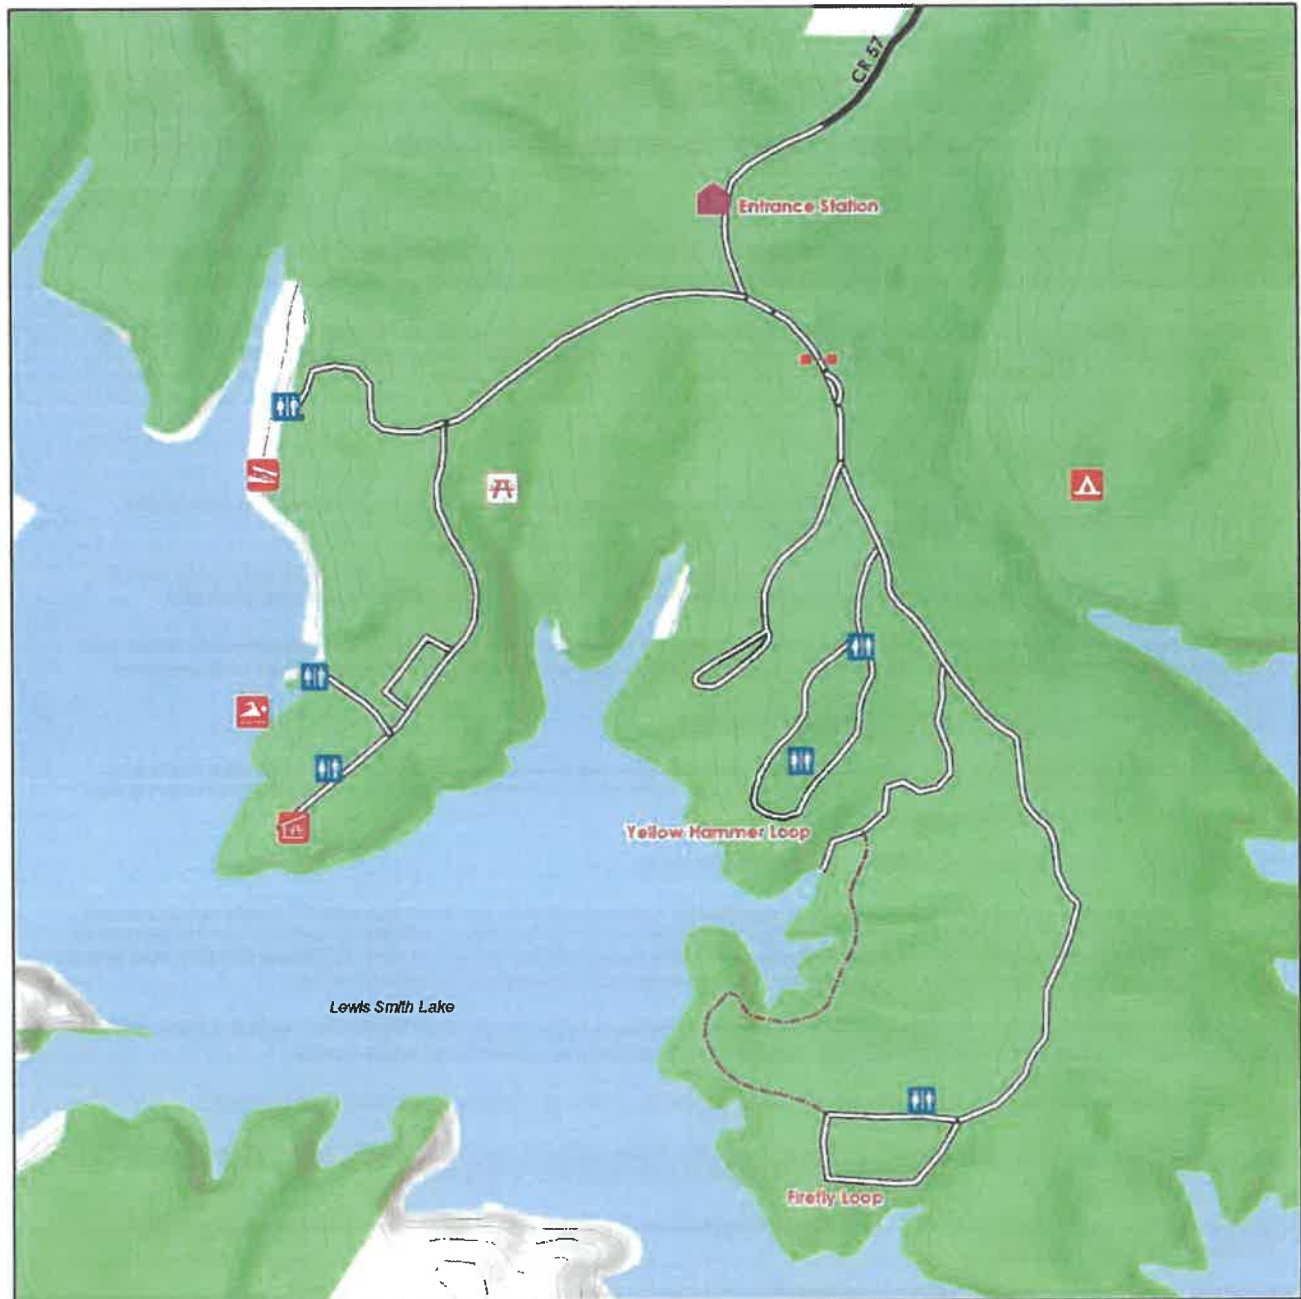 CR 57
Entrance Station
Yellow Hammer Loop
Lewis Smith Lake
Firefly Loop